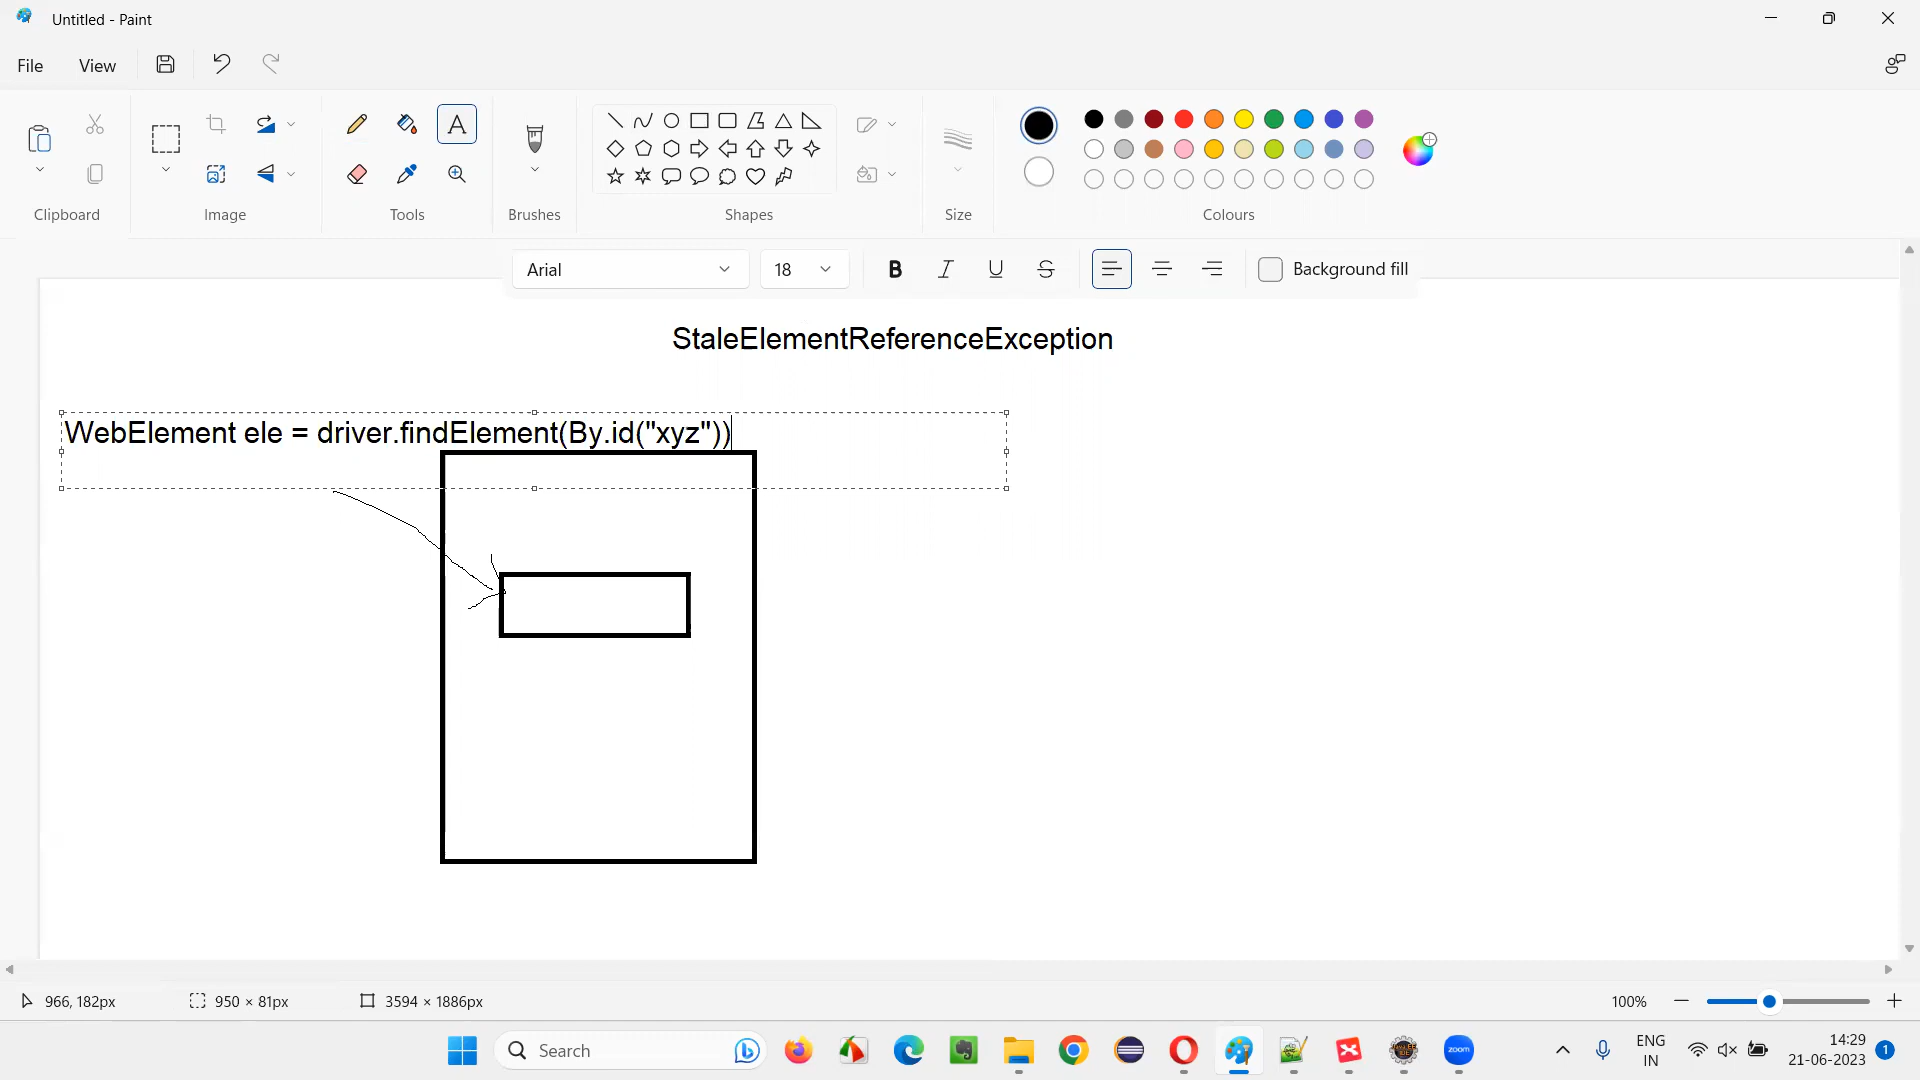 Untitled - Paint
File
View
Clipboard
Image
Tools
Brushes
Shapes
Size
Colours
Arial
18
B
I
U
S
Background fill
StaleElementReferenceException
WebElement ele = driver.findElement(By.id("xyz"))
966, 182px
950 × 81px
3594 × 1886px
100%
Search
zoom
ENG
IN
14:29
21-06-2023
1